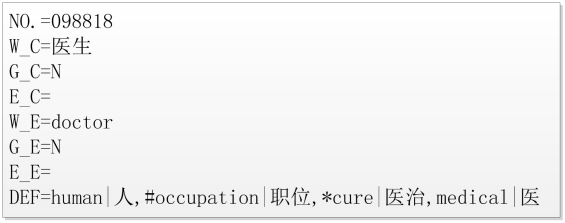 NO.=098818
W_C=医生
G_C=N
E_C=
W_E=doctor
G_E=N
E_E=
DEF=human|人,#occupation|职位,*cure|医治,medical|医